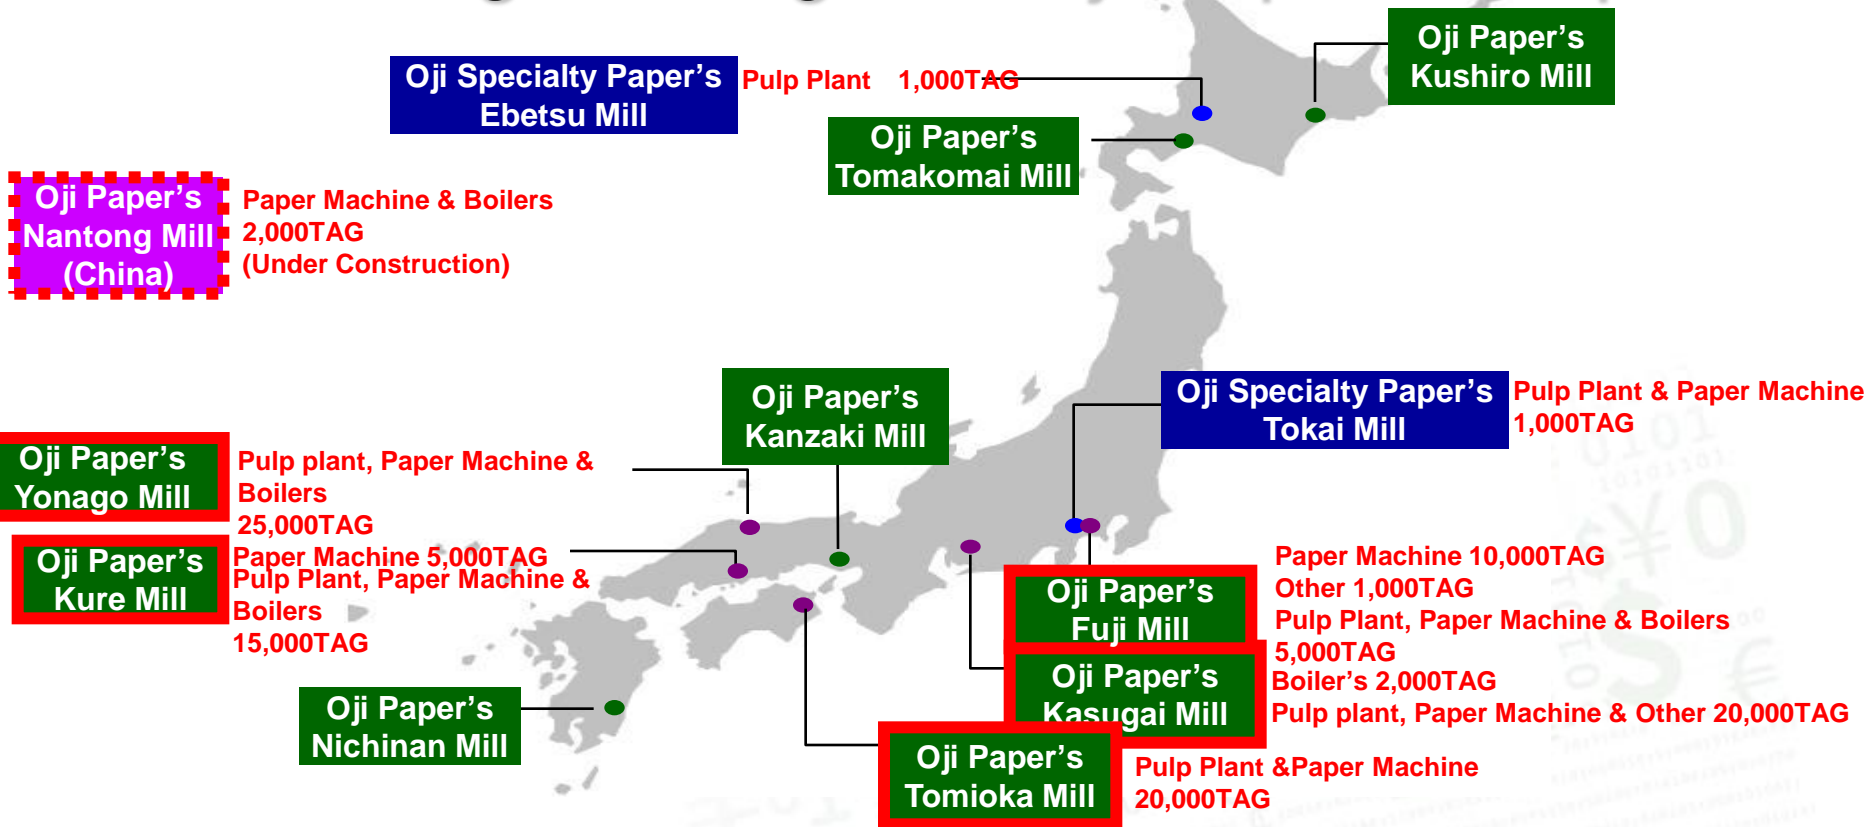 Oji Paper's
Kushiro Mill
Oji Specialty Paper's
Ebetsu Mill
Pulp Plant 1,000TAG
Oji Paper's
Tomakomai Mill
Oji Paper's
Nantong Mill
(China)
Paper Machine & Boilers
2,000TAG
(Under Construction)
Oji Paper's
Kanzaki Mill
Oji Specialty Paper's
Tokai Mill
Pulp Plant & Paper Machine
1,000TAG
Oji Paper's
Yonago Mill
Pulp plant, Paper Machine &
Boilers
25,000TAG
Oji Paper's
Kure Mill
Paper Machine 5,000TAG
Pulp Plant, Paper Machine &
Boilers
15,000TAG
Oji Paper's
Fuji Mill
Paper Machine 10,000TAG
Other 1,000TAG
Pulp Plant, Paper Machine & Boilers
5,000TAG
Oji Paper's
Kasugai Mill
Boiler's 2,000TAG
Pulp plant, Paper Machine & Other 20,000TAG
Oji Paper's
Nichinan Mill
Oji Paper's
Tomioka Mill
Pulp Plant &Paper Machine
20,000TAG
0101
10101101
$¥0
$€